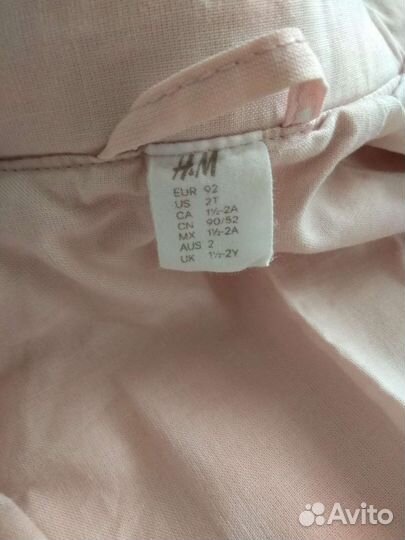 H&M
EUR 92
US 2T
CA 1½-2A
CN 90/52
MX 1½-2A
AUS 2
UK 1½-2Y
Avito